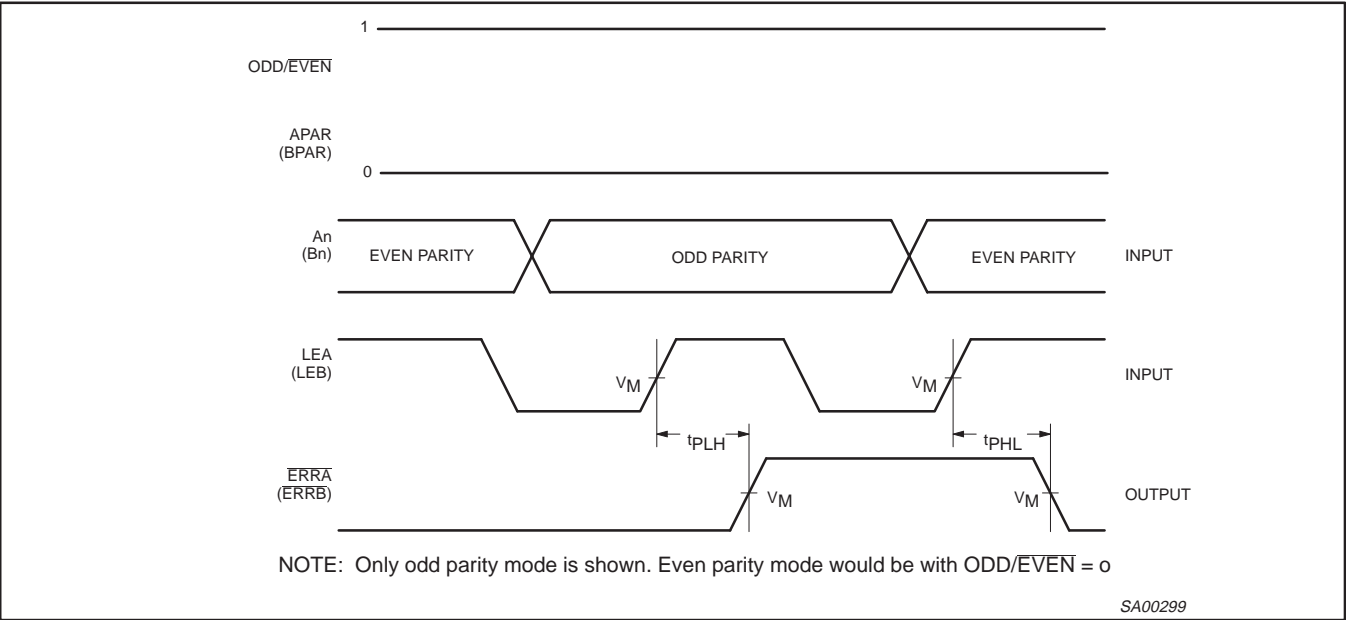 1
ODD/EVEN
APAR
(BPAR)
0
An
(Bn)
EVEN PARITY
ODD PARITY
EVEN PARITY
INPUT
LEA
(LEB)
VM
VM
INPUT
tPLH
tPHL
ERRA
(ERRB)
VM
VM
OUTPUT
NOTE: Only odd parity mode is shown. Even parity mode would be with ODD/EVEN = o
SA00299